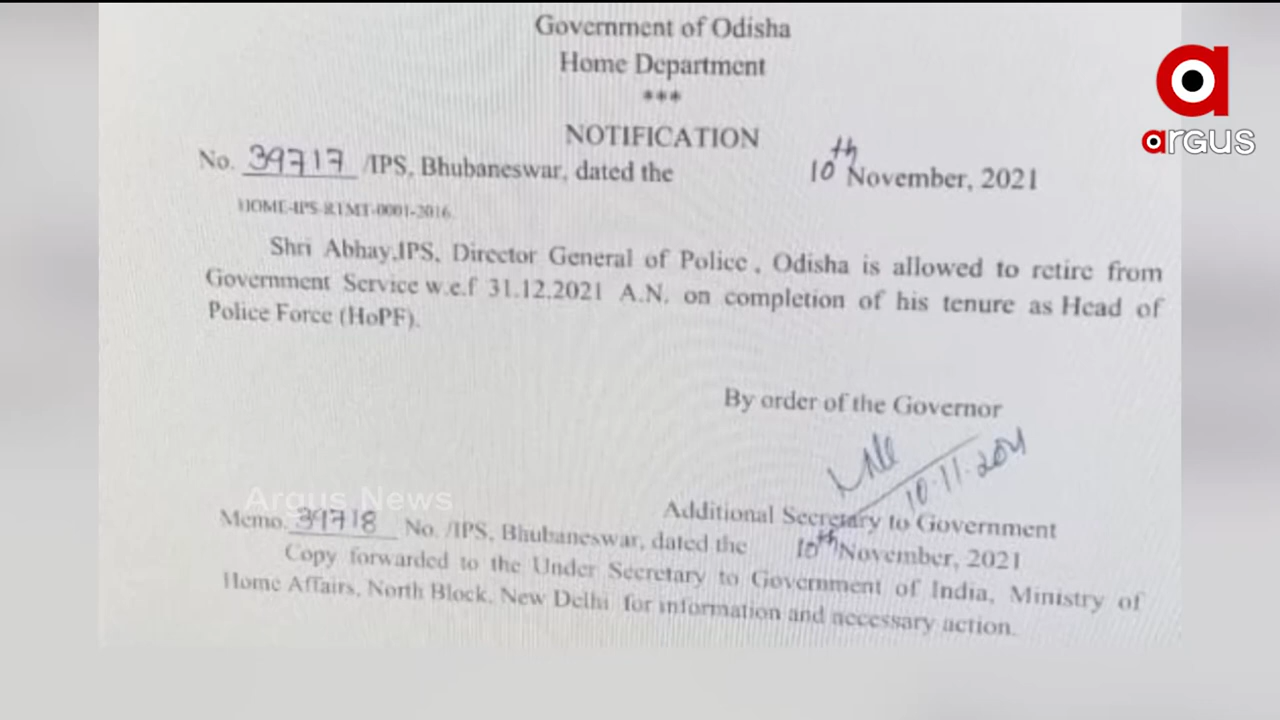 Government of Odisha
Home Department
***
NOTIFICATION
No. 39717 /IPS, Bhubaneswar, dated the 10th November, 2021
HOME-IPS-RTMT-0001-2016
Shri Abhay,IPS, Director General of Police , Odisha is allowed to retire from
Government Service w.e.f 31.12.2021 A.N. on completion of his tenure as Head of
Police Force (HoPF).
By order of the Governor
10.11.2021
Additional Secretary to Government
Memo. 39718 No. /IPS, Bhubaneswar, dated the 10th November, 2021
Copy forwarded to the Under Secretary to Government of India, Ministry of
Home Affairs, North Block, New Delhi for information and necessary action.
argus
Argus News